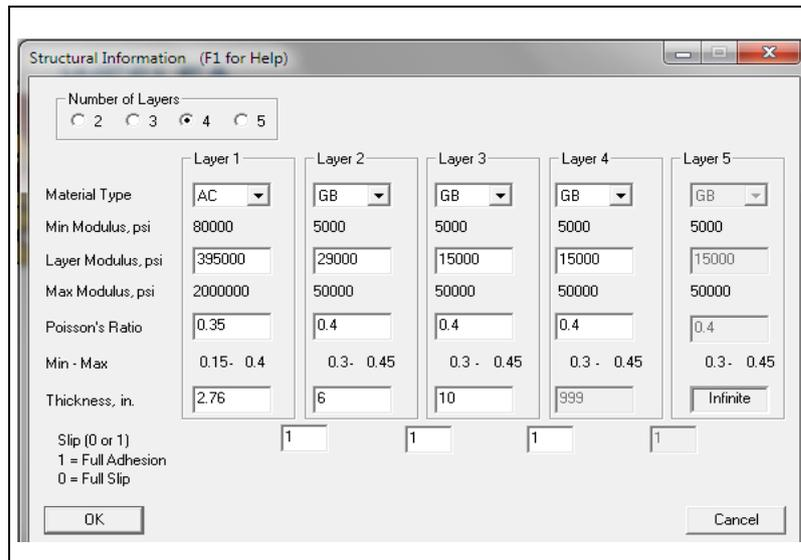 Structural Information (F1 for Help)
Number of Layers
2 3 4 5
Layer 1 Layer 2 Layer 3 Layer 4 Layer 5
Material Type AC GB GB GB GB
Min Modulus, psi 80000 5000 5000 5000 5000
Layer Modulus, psi 395000 29000 15000 15000 15000
Max Modulus, psi 2000000 50000 50000 50000 50000
Poisson's Ratio 0.35 0.4 0.4 0.4 0.4
Min - Max 0.15- 0.4 0.3- 0.45 0.3 - 0.45 0.3 - 0.45 0.3- 0.45
Thickness, in. 2.76 6 10 999 Infinite
Slip (0 or 1) 1 1 1 1
1 = Full Adhesion
0 = Full Slip
OK Cancel